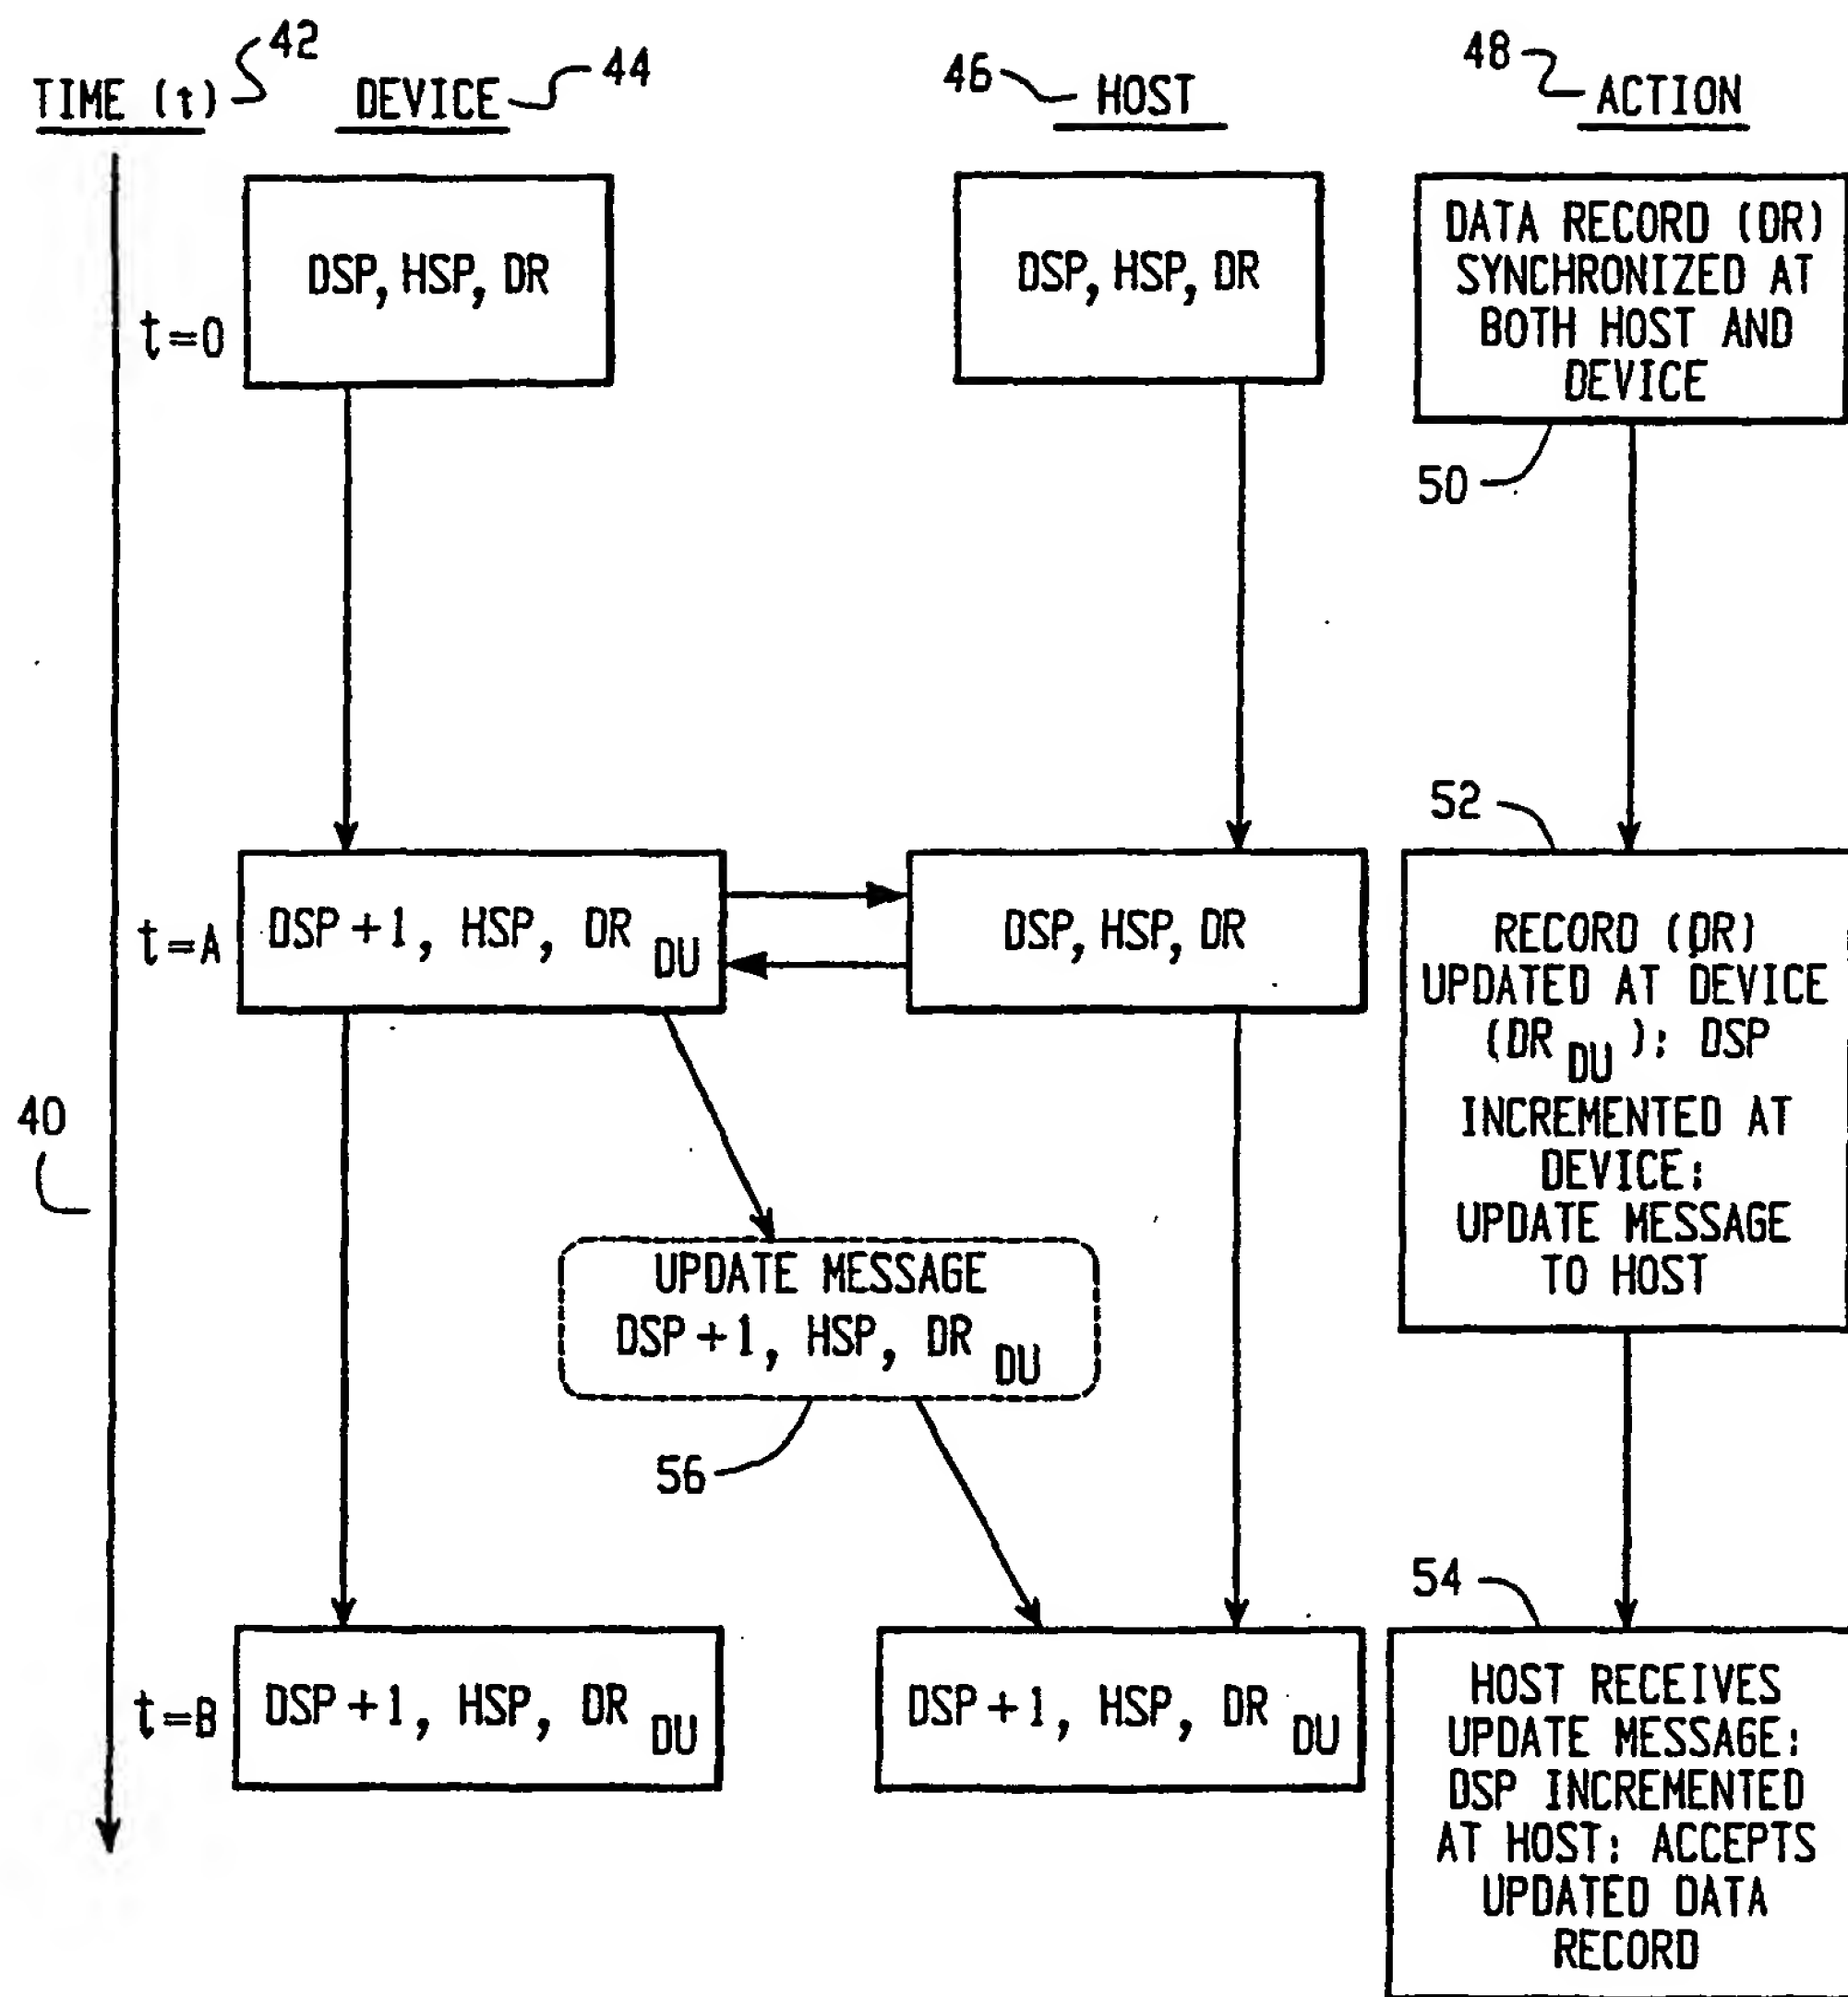 42
44
46
48
TIME (t)
DEVICE
HOST
ACTION
t=0
DSP, HSP, DR
DSP, HSP, DR
DATA RECORD (DR)
SYNCHRONIZED AT
BOTH HOST AND
DEVICE
50
52
t=A
DSP+1, HSP, DR DU
DSP, HSP, DR
RECORD (DR)
UPDATED AT DEVICE
(DR DU); DSP
INCREMENTED AT
DEVICE;
UPDATE MESSAGE
TO HOST
40
UPDATE MESSAGE
DSP+1, HSP, DR DU
56
54
t=B
DSP+1, HSP, DR DU
DSP+1, HSP, DR DU
HOST RECEIVES
UPDATE MESSAGE;
DSP INCREMENTED
AT HOST; ACCEPTS
UPDATED DATA
RECORD